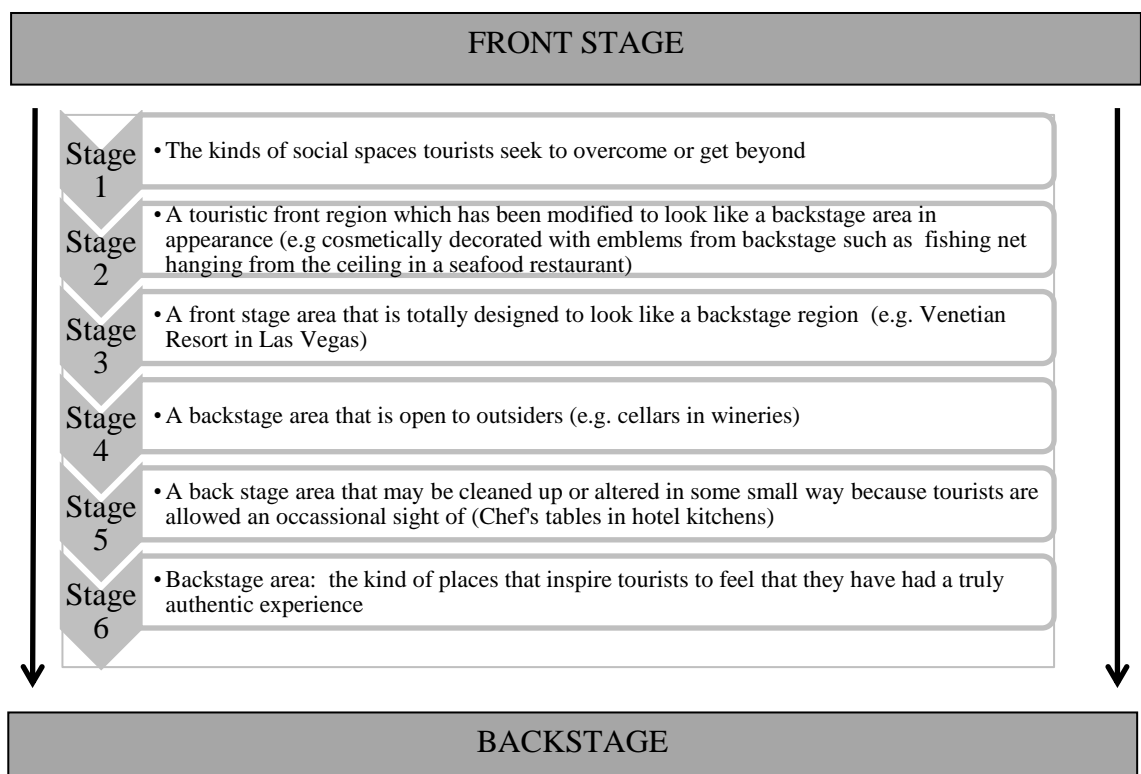 FRONT STAGE
Stage
1
• The kinds of social spaces tourists seek to overcome or get beyond
Stage
2
• A touristic front region which has been modified to look like a backstage area in
appearance (e.g cosmetically decorated with emblems from backstage such as fishing net
hanging from the ceiling in a seafood restaurant)
Stage
3
• A front stage area that is totally designed to look like a backstage region (e.g. Venetian
Resort in Las Vegas)
Stage
4
• A backstage area that is open to outsiders (e.g. cellars in wineries)
Stage
5
• A back stage area that may be cleaned up or altered in some small way because tourists are
allowed an occassional sight of (Chef's tables in hotel kitchens)
Stage
6
• Backstage area: the kind of places that inspire tourists to feel that they have had a truly
authentic experience
BACKSTAGE